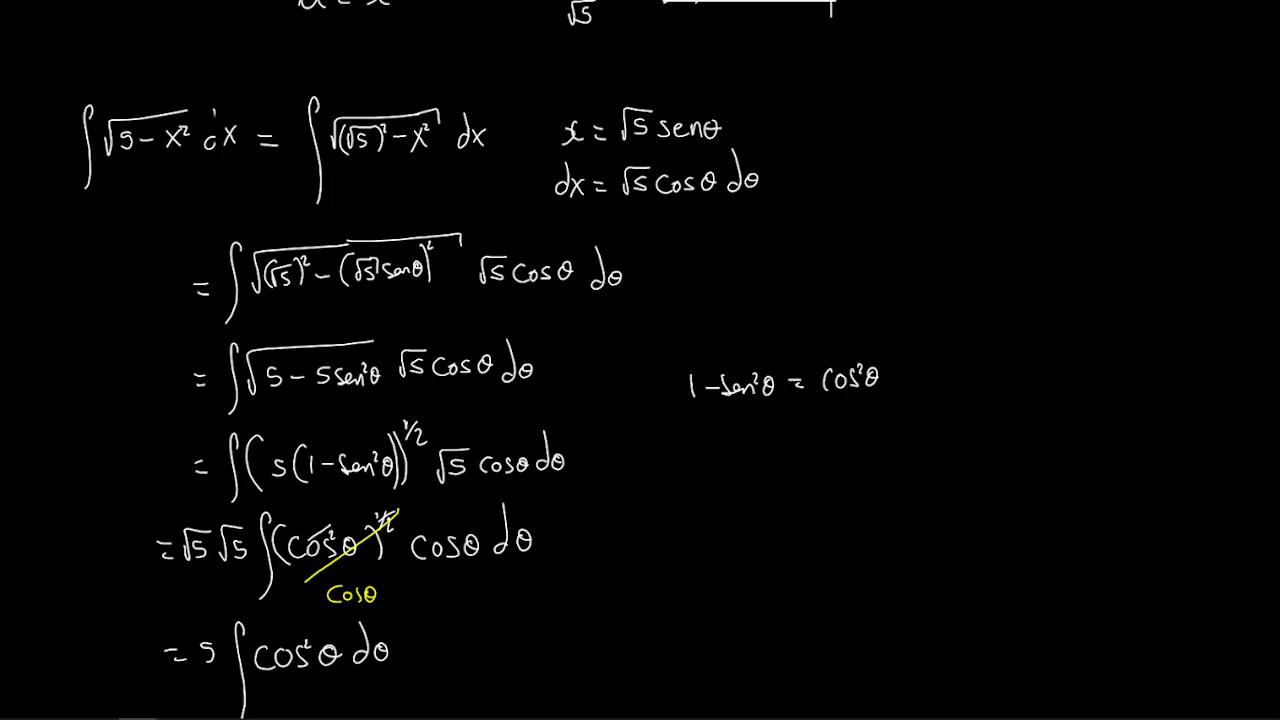 √5
∫√5 − x² dx = ∫√(√5)² − x² dx x = √5 senθ
dx = √5 cosθ dθ
= ∫√(√5)² − (√5 senθ)² √5 cosθ dθ
= ∫√5 − 5sen²θ √5 cosθ dθ 1 − sen²θ = cos²θ
= ∫(5(1 − sen²θ))^1/2 √5 cosθ dθ
= √5 √5 ∫(cos²θ)^1/2 cosθ dθ
cosθ
= 5 ∫cos²θ dθ